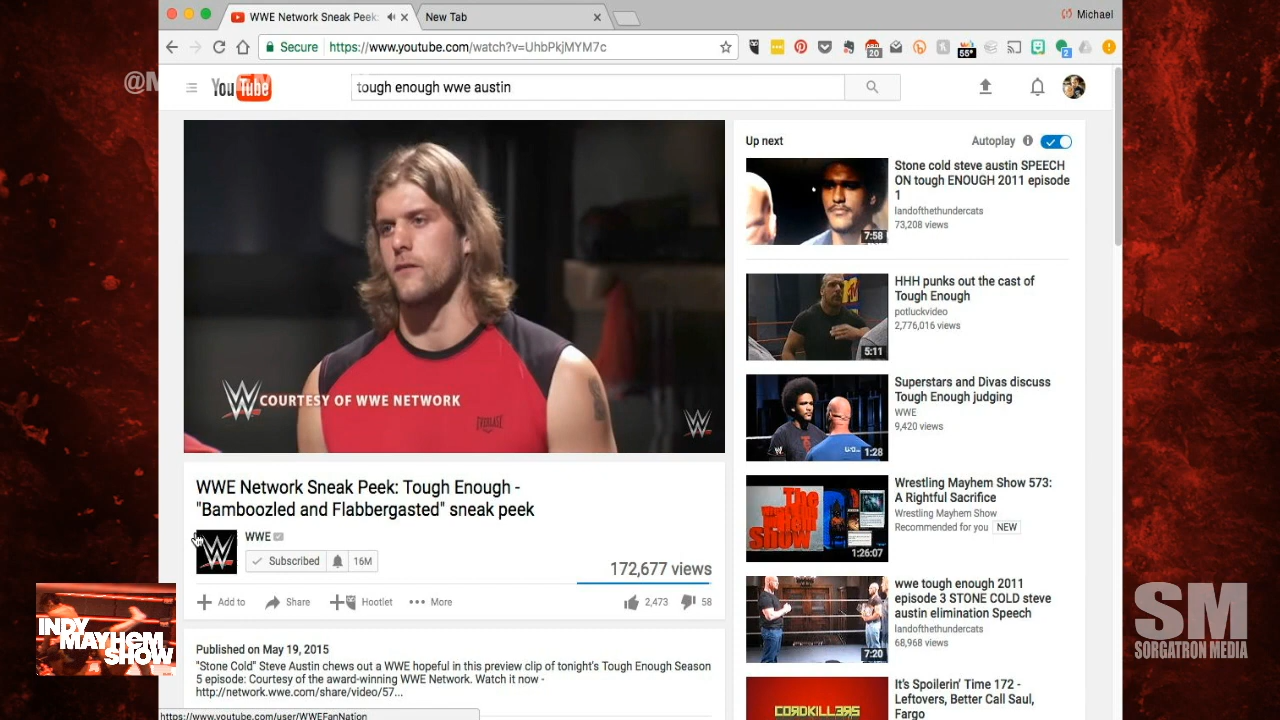 WWE Network Sneak Peek:
New Tab
Michael
Secure
https://www.youtube.com/watch?v=UhbPkjMYM7c
20
55*
2
@M
You Tube
tough enough wwe austin
COURTESY OF WWE NETWORK
EVERLAST
WWE Network Sneak Peek: Tough Enough -
"Bamboozled and Flabbergasted" sneak peek
WWE
Subscribed
16M
172,677 views
Add to
Share
Hootlet
More
2,473
58
Published on May 19, 2015
"Stone Cold" Steve Austin chews out a WWE hopeful in this preview clip of tonight's Tough Enough Season
5 episode: Courtesy of the award-winning WWE Network. Watch it now -
http://network.wwe.com/share/video/57...
https://www.youtube.com/user/WWEFanNation
Up next
Autoplay
Stone cold steve austin SPEECH
ON tough ENOUGH 2011 episode
1
landofthethundercats
73,208 views
7:58
HHH punks out the cast of
Tough Enough
potluckvideo
2,776,016 views
5:11
Superstars and Divas discuss
Tough Enough judging
WWE
9,420 views
1:28
Wrestling Mayhem Show 573:
A Rightful Sacrifice
Wrestling Mayhem Show
Recommended for you NEW
1:26:07
wwe tough enough 2011
episode 3 STONE COLD steve
austin elimination Speech
landofthethundercats
68,968 views
7:20
It's Spoilerin' Time 172 -
Leftovers, Better Call Saul,
Fargo
CORDKILLERS
INDY
MAYHEM
SHOW
SM
SORGATRON MEDIA